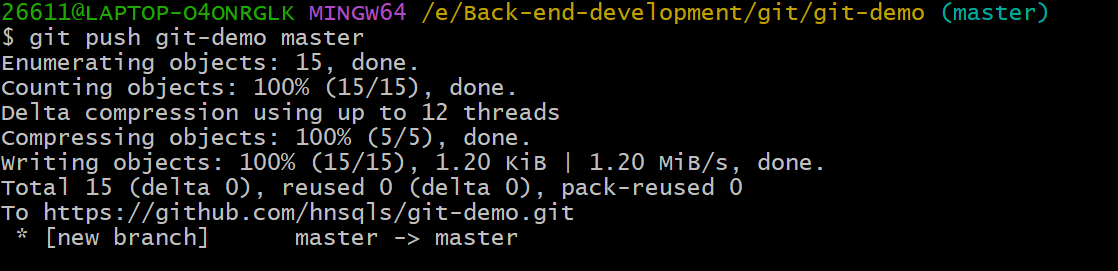 26611@LAPTOP-O4ONRGLK MINGW64 /e/Back-end-development/git/git-demo (master)
$ git push git-demo master
Enumerating objects: 15, done.
Counting objects: 100% (15/15), done.
Delta compression using up to 12 threads
Compressing objects: 100% (5/5), done.
Writing objects: 100% (15/15), 1.20 KiB | 1.20 MiB/s, done.
Total 15 (delta 0), reused 0 (delta 0), pack-reused 0
To https://github.com/hnsqls/git-demo.git
 * [new branch]      master -> master